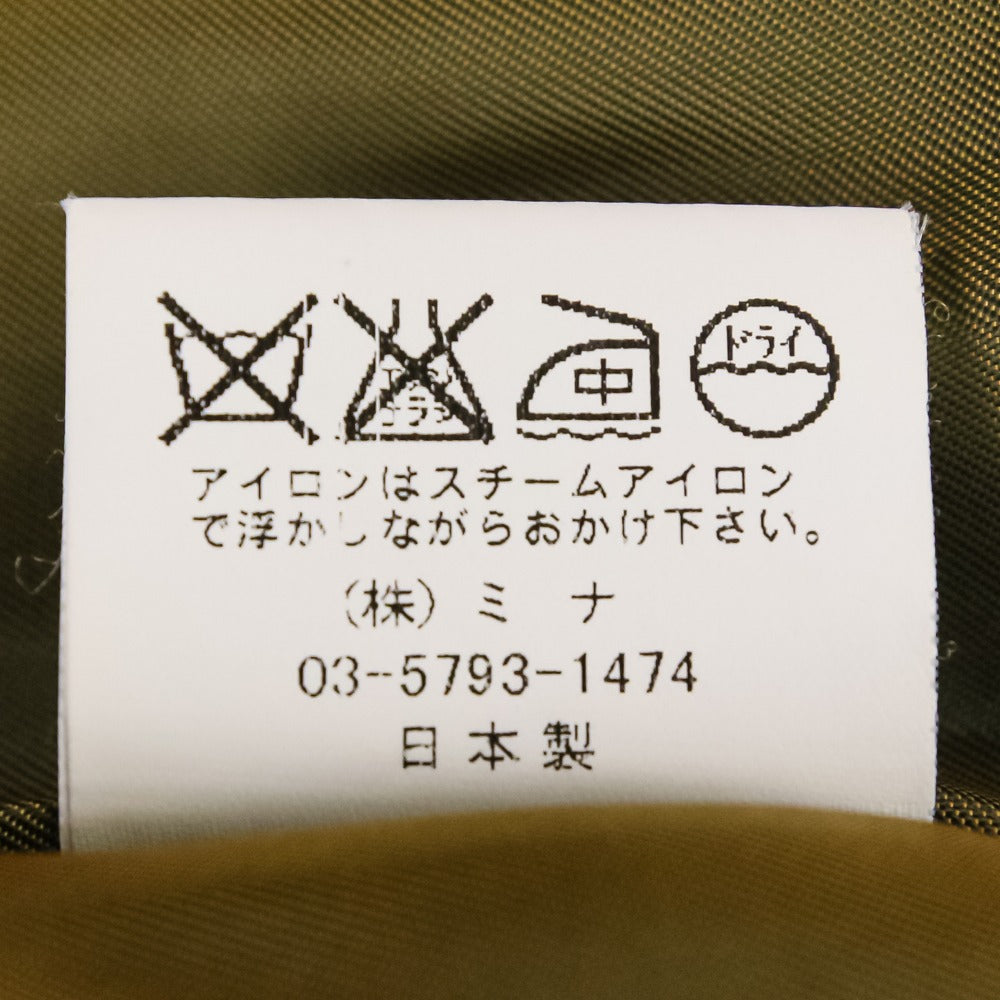 中 ドライ
アイロンはスチームアイロン
で浮かしながらおかけ下さい。
(株) ミ ナ
03-5793-1474
日本製